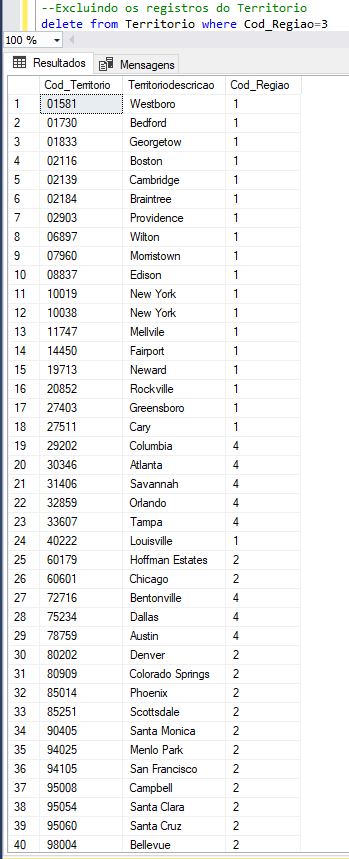 --Excluindo os registros do Territorio
delete from Territorio where Cod_Regiao=3
100 %
Resultados Mensagens
Cod_Territorio Territoriodescricao Cod_Regiao
1 01581 Westboro 1
2 01730 Bedford 1
3 01833 Georgetow 1
4 02116 Boston 1
5 02139 Cambridge 1
6 02184 Braintree 1
7 02903 Providence 1
8 06897 Wilton 1
9 07960 Morristown 1
10 08837 Edison 1
11 10019 New York 1
12 10038 New York 1
13 11747 Mellvile 1
14 14450 Fairport 1
15 19713 Neward 1
16 20852 Rockville 1
17 27403 Greensboro 1
18 27511 Cary 1
19 29202 Columbia 4
20 30346 Atlanta 4
21 31406 Savannah 4
22 32859 Orlando 4
23 33607 Tampa 4
24 40222 Louisville 1
25 60179 Hoffman Estates 2
26 60601 Chicago 2
27 72716 Bentonville 4
28 75234 Dallas 4
29 78759 Austin 4
30 80202 Denver 2
31 80909 Colorado Springs 2
32 85014 Phoenix 2
33 85251 Scottsdale 2
34 90405 Santa Monica 2
35 94025 Menlo Park 2
36 94105 San Francisco 2
37 95008 Campbell 2
38 95054 Santa Clara 2
39 95060 Santa Cruz 2
40 98004 Bellevue 2